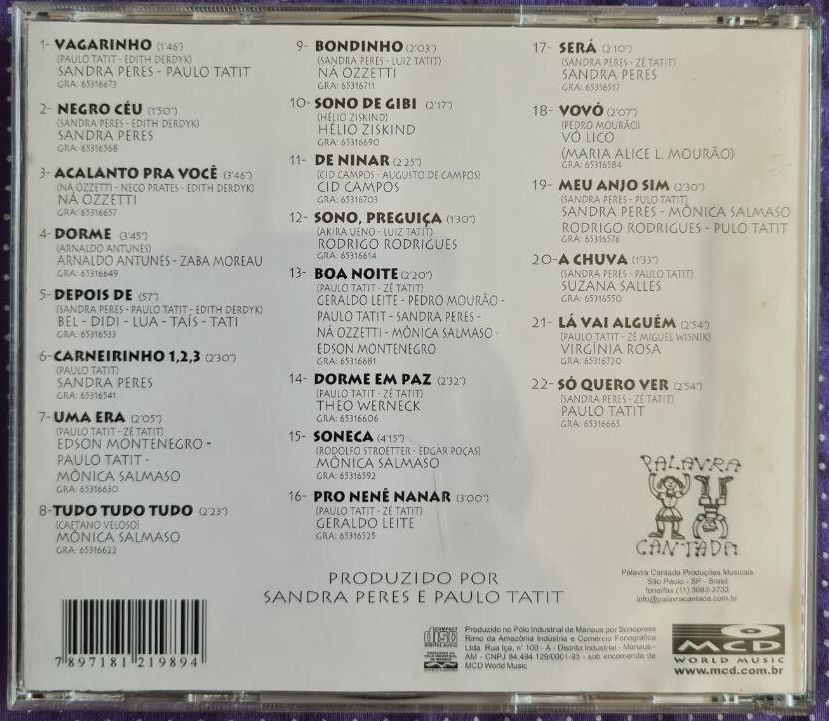 1- VAGARINHO (1'46")
(PAULO TATIT - EDITH DERDYK)
SANDRA PERES - PAULO TATIT
GRA: 65316673
2- NEGRO CÉU (1'50")
(SANDRA PERES - EDITH DERDYK)
SANDRA PERES
GRA: 65316568
3- ACALANTO PRA VOCÊ (3'46")
(NÁ OZZETTI - NECO PRATES - EDITH DERDYK)
NÁ OZZETTI
GRA: 65316657
4- DORME (3'45")
(ARNALDO ANTUNES)
ARNALDO ANTUNES - ZABA MOREAU
GRA: 65316649
5- DEPOIS DE (57")
(SANDRA PERES - PAULO TATIT - EDITH DERDYK)
BEL - DIDI - LUA - TAÍS - TATI
GRA: 65316533
6- CARNEIRINHO 1,2,3 (2'30")
(PAULO TATIT)
SANDRA PERES
GRA: 65316541
7- UMA ERA (2'05")
(PAULO TATIT - ZÉ TATIT)
EDSON MONTENEGRO -
PAULO TATIT -
MÔNICA SALMASO
GRA: 65316630
8- TUDO TUDO TUDO (2'23")
(CAETANO VELOSO)
MÔNICA SALMASO
GRA: 65316622
9- BONDINHO (2'03")
(SANDRA PERES - LUIZ TATIT)
NÁ OZZETTI
GRA: 65316711
10- SONO DE GIBI (2'17")
(HÉLIO ZISKIND)
HÉLIO ZISKIND
GRA: 65316690
11- DE NINAR (2'25")
(CID CAMPOS - AUGUSTO DE CAMPOS)
CID CAMPOS
GRA: 65316703
12- SONO, PREGUIÇA (1'30")
(AKIRA UENO - LUIZ TATIT)
RODRIGO RODRIGUES
GRA: 65316614
13- BOA NOITE (2'20")
(PAULO TATIT - ZÉ TATIT)
GERALDO LEITE - PEDRO MOURÃO -
PAULO TATIT - SANDRA PERES -
NÁ OZZETTI - MÔNICA SALMASO -
EDSON MONTENEGRO
GRA: 65316681
14- DORME EM PAZ (2'32")
(PAULO TATIT - ZÉ TATIT)
THEO WERNECK
GRA: 65316606
15- SONECA (4'15")
(RODOLFO STROETTER - EDGAR POÇAS)
MÔNICA SALMASO
GRA: 65316592
16- PRO NENÊ NANAR (3'00")
(PAULO TATIT - ZÉ TATIT)
GERALDO LEITE
GRA: 65316525
17- SERÁ (2'10")
(SANDRA PERES - ZÉ TATIT)
SANDRA PERES
GRA: 65316517
18- VOVÓ (2'07")
(PEDRO MOURÃO)
VÓ LICO
(MARIA ALICE L. MOURÃO)
GRA: 65316584
19- MEU ANJO SIM (2'30")
(SANDRA PERES - PULO TATIT)
SANDRA PERES - MÔNICA SALMASO
RODRIGO RODRIGUES - PULO TATIT
GRA: 65316576
20- A CHUVA (1'33")
(SANDRA PERES - PAULO TATIT)
SUZANA SALLES
GRA: 65316550
21- LÁ VAI ALGUÉM (2'54")
(PAULO TATIT - ZÉ MIGUEL WISNIK)
VIRGÍNIA ROSA
GRA: 65316720
22- SÓ QUERO VER (2'54")
(SANDRA PERES - ZÉ TATIT)
PAULO TATIT
GRA: 65316665
PALAVRA
CANTADA
Palavra Cantada Produções Musicais
São Paulo - SP - Brasil
fone/fax (11) 3083-3733
info@palavracantada.com.br
PRODUZIDO POR
SANDRA PERES E PAULO TATIT
7 897181 219894
COMPACT
disc
DIGITAL AUDIO
Produzido no Pólo Industrial de Manaus por Sonopress
Rimo da Amazônia Indústria e Comércio Fonográfica
Ltda. Rua Iça, n° 100 - A - Distrito Industrial - Manaus -
AM - CNPJ 84.494.129/0001-93 - sob encomenda de
MCD World Music
MCD
WORLD MUSIC
www.mcd.com.br